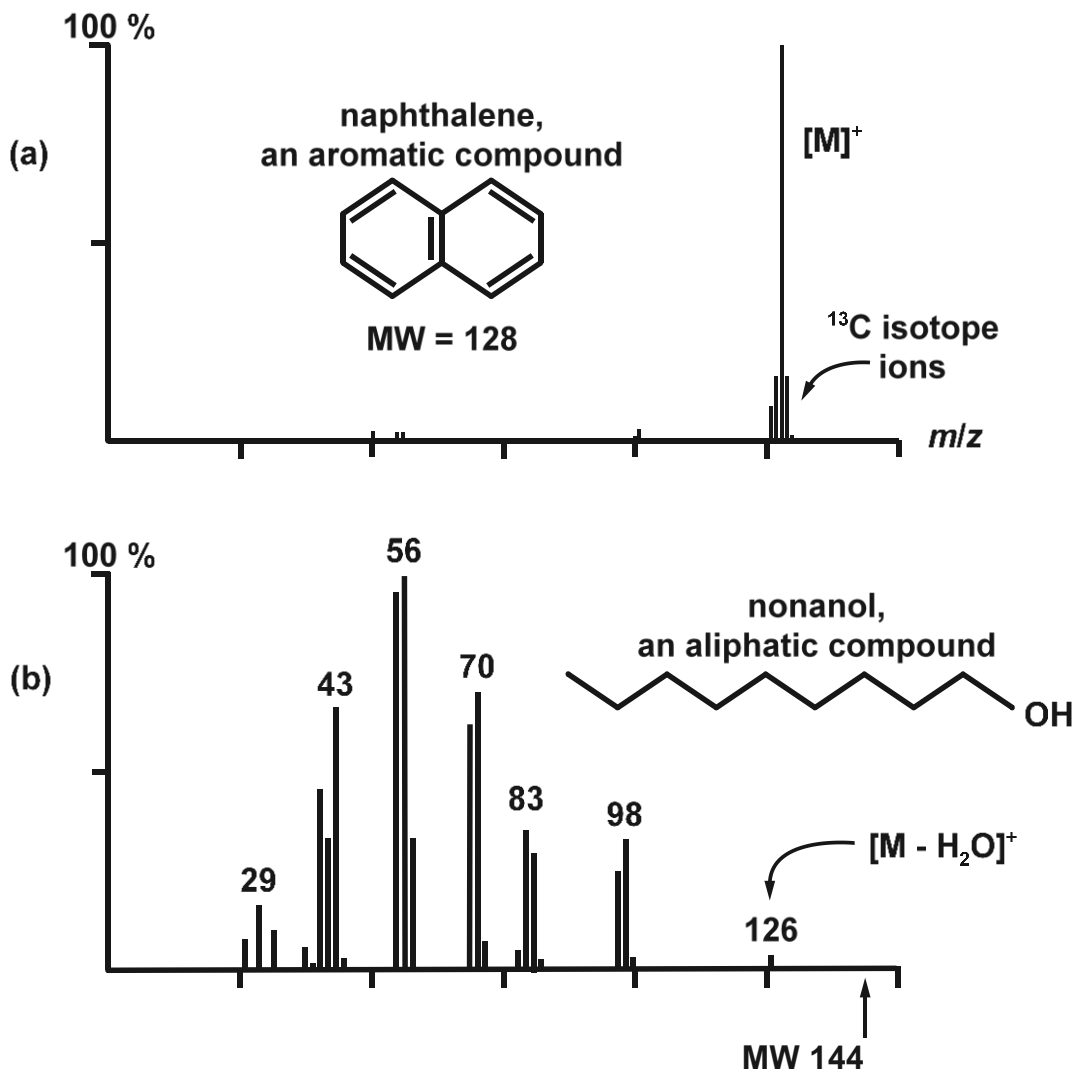 100 %
(a)
naphthalene,
an aromatic compound
MW = 128
[M]⁺
¹³C isotope
ions
m/z
100 %
(b)
29
43
56
70
83
98
nonanol,
an aliphatic compound
OH
[M - H₂O]⁺
126
MW 144